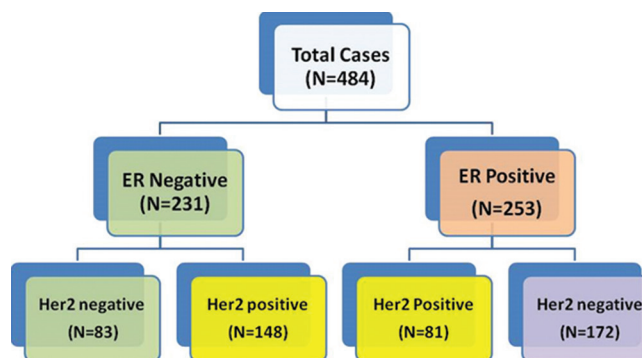 Total Cases
(N=484)
ER Negative
(N=231)
ER Positive
(N=253)
Her2 negative
(N=83)
Her2 positive
(N=148)
Her2 Positive
(N=81)
Her2 negative
(N=172)